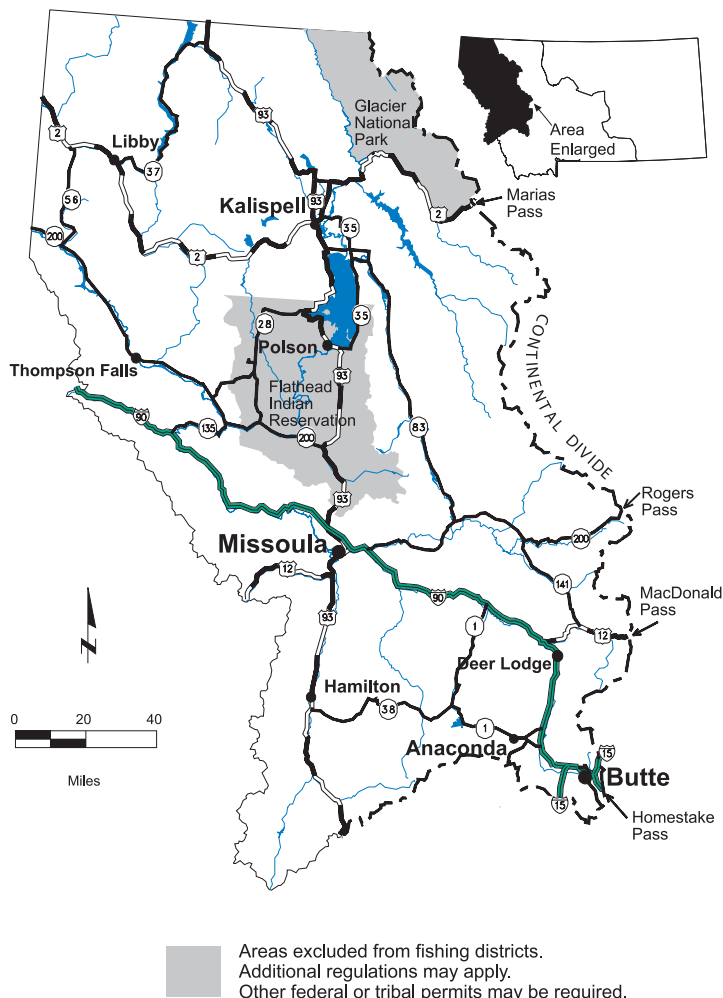 93
2
Libby
37
Glacier
National
Park
Area
Enlarged
Marias
Pass
56
93
Kalispell
2
200
35
2
CONTINENTAL DIVIDE
28
35
Polson
Thompson Falls
93
Flathead
Indian
Reservation
90
135
200
83
93
Rogers
Pass
Missoula
200
12
141
MacDonald
Pass
90
93
1
12
Deer Lodge
Hamilton
38
0 20 40
Miles
1
Anaconda
15
Butte
15
Homestake
Pass
N
Areas excluded from fishing districts.
Additional regulations may apply.
Other federal or tribal permits may be required.